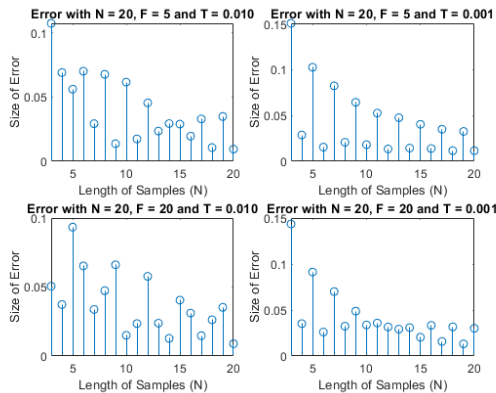 Error with N = 20, F = 5 and T = 0.010
0.1
0.05
0
Size of Error
5
10
15
20
Length of Samples (N)
Error with N = 20, F = 5 and T = 0.001
0.15
0.1
0.05
0
Size of Error
5
10
15
20
Length of Samples (N)
Error with N = 20, F = 20 and T = 0.010
0.1
0.05
0
Size of Error
5
10
15
20
Length of Samples (N)
Error with N = 20, F = 20 and T = 0.001
0.15
0.1
0.05
0
Size of Error
5
10
15
20
Length of Samples (N)